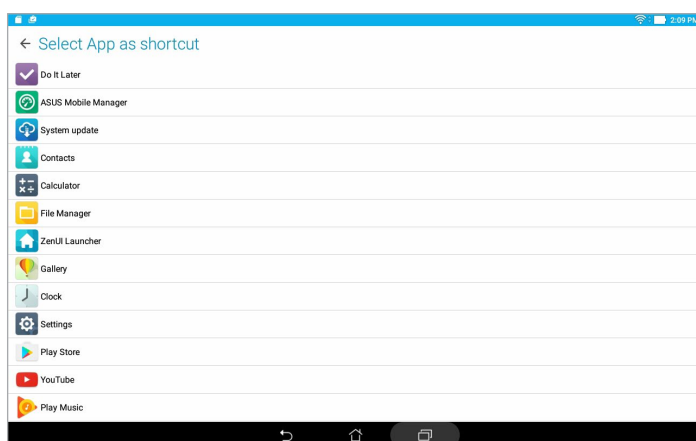 2:09 PM
Select App as shortcut
Do It Later
ASUS Mobile Manager
System update
Contacts
Calculator
File Manager
ZenUI Launcher
Gallery
Clock
Settings
Play Store
YouTube
Play Music